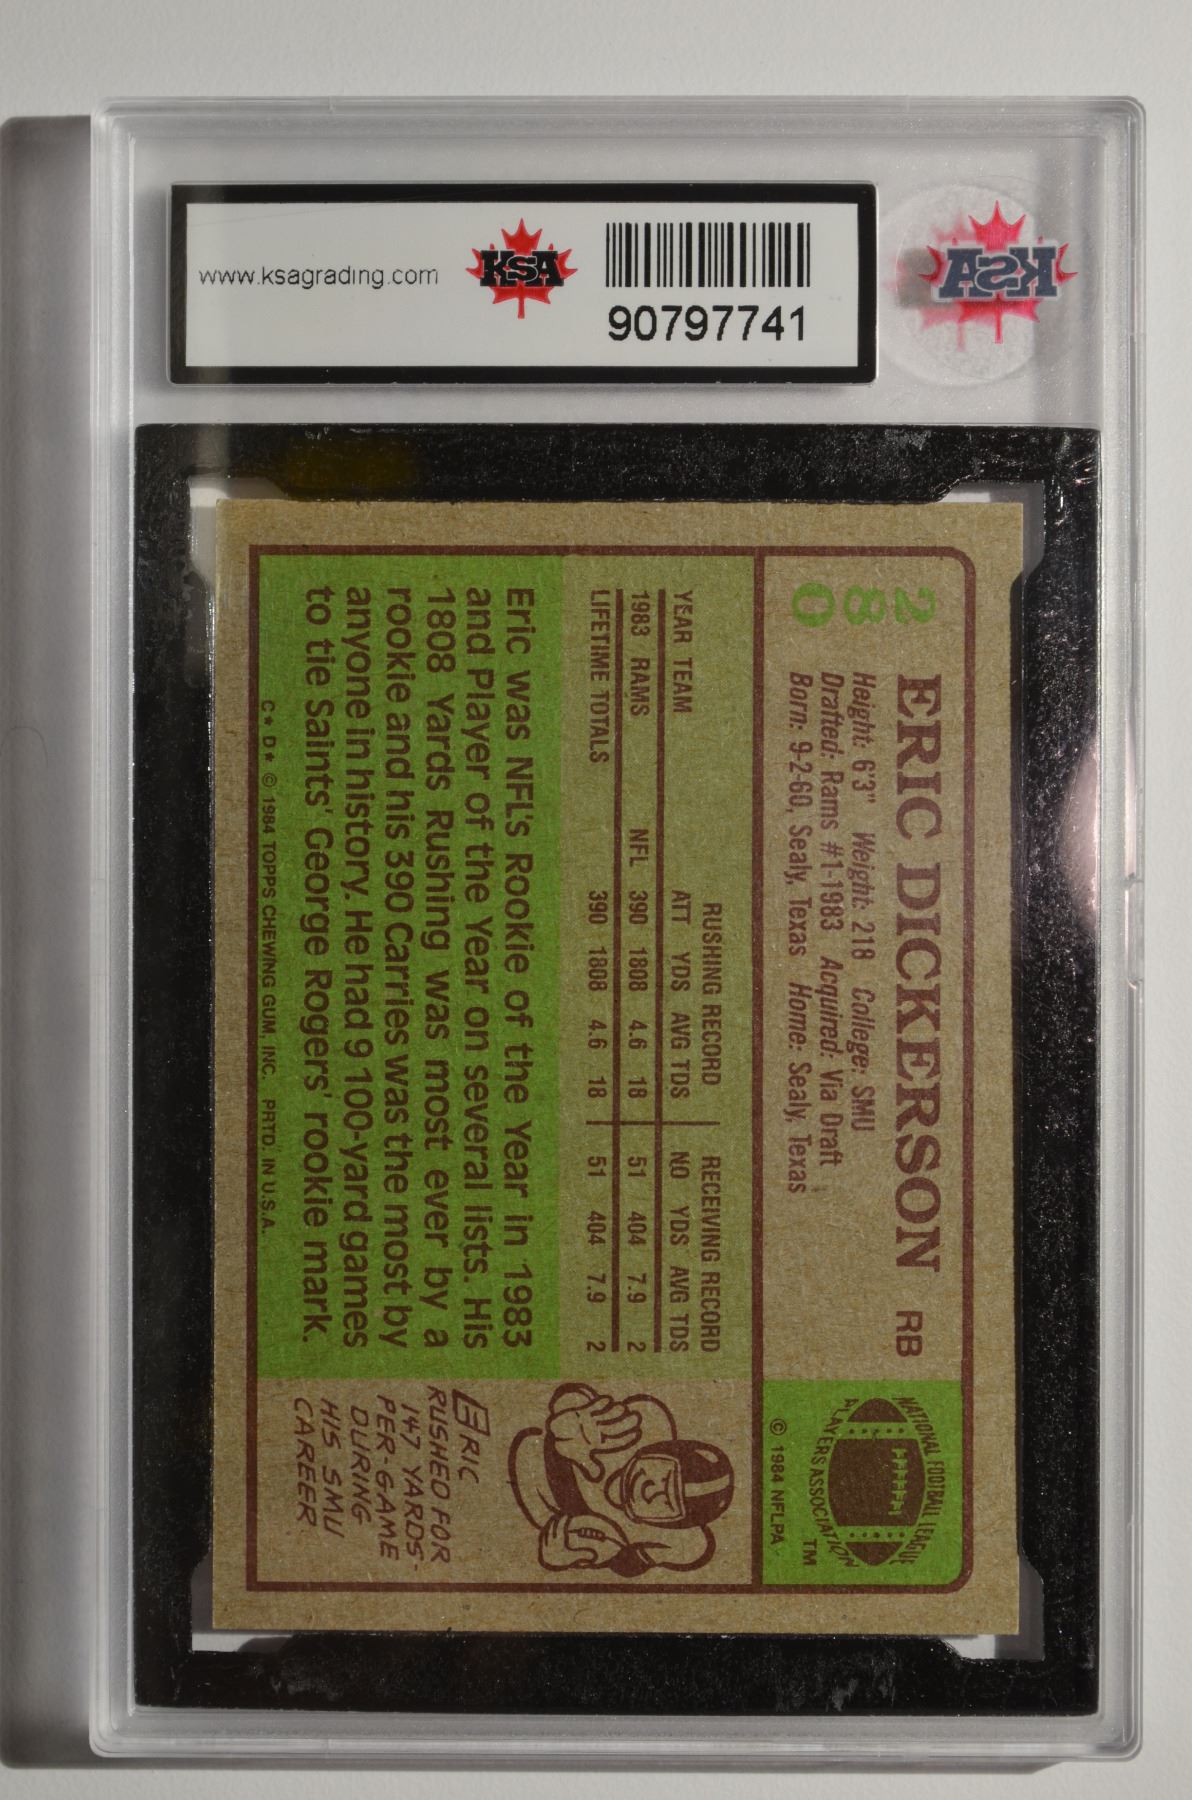 www.ksagrading.com
KSA
90797741
KSA
280
ERIC DICKERSON RB
Height: 6'3" Weight: 218 College: SMU
Drafted: Rams #1-1983 Acquired: Via Draft
Born: 9-2-60, Sealy, Texas Home: Sealy, Texas
NATIONAL FOOTBALL LEAGUE
PLAYERS ASSOCIATION
TM
© 1984 NFLPA
RUSHING RECORD RECEIVING RECORD
YEAR TEAM ATT YDS AVG TDS NO YDS AVG TDS
1983 RAMS NFL 390 1808 4.6 18 51 404 7.9 2
LIFETIME TOTALS 390 1808 4.6 18 51 404 7.9 2
Eric was NFL's Rookie of the Year in 1983
and Player of the Year on several lists. His
1808 Yards Rushing was most ever by a
rookie and his 390 Carries was the most by
anyone in history. He had 9 100-yard games
to tie Saints' George Rogers' rookie mark.
ERIC
RUSHED FOR
147 YARDS-
PER-GAME
DURING
HIS SMU
CAREER.
C* D* © 1984 TOPPS CHEWING GUM, INC. PRTD. IN U.S.A.